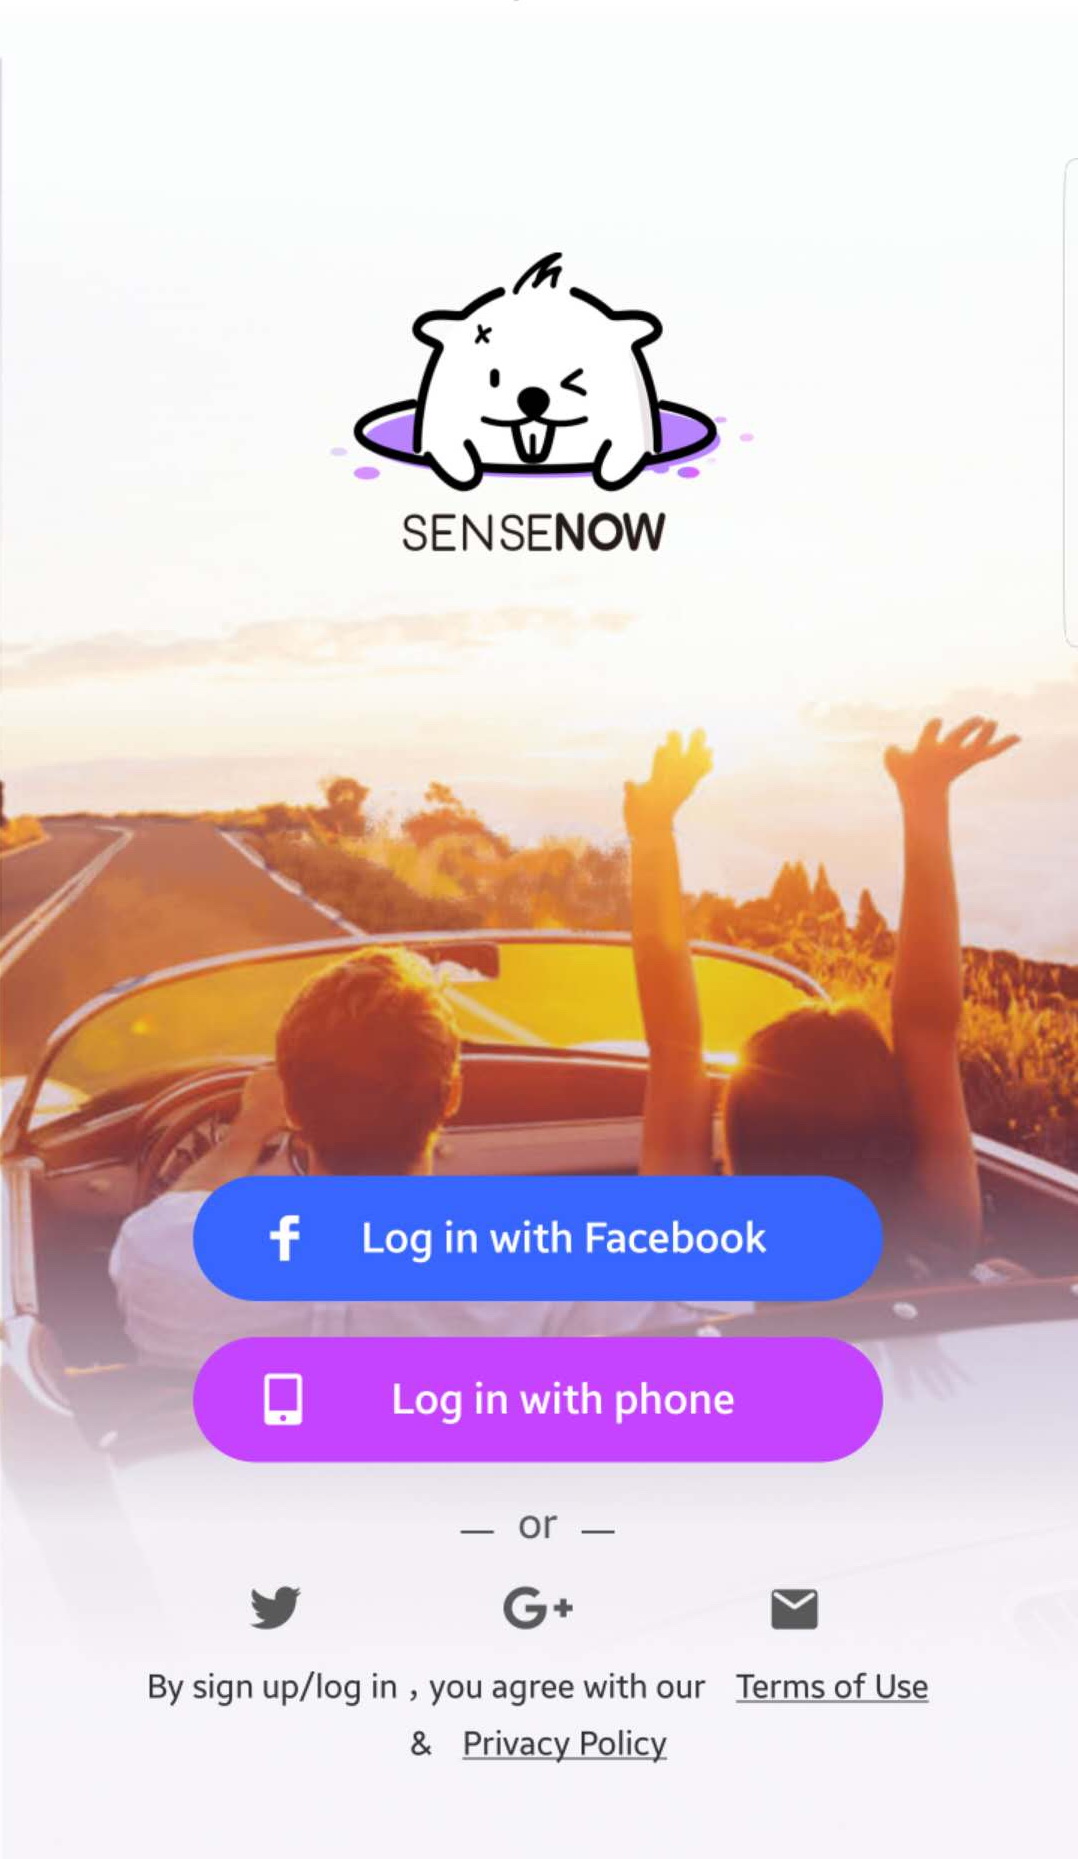 SENSENOW
Log in with Facebook
Log in with phone
— or —
G+
By sign up/log in , you agree with our Terms of Use
& Privacy Policy